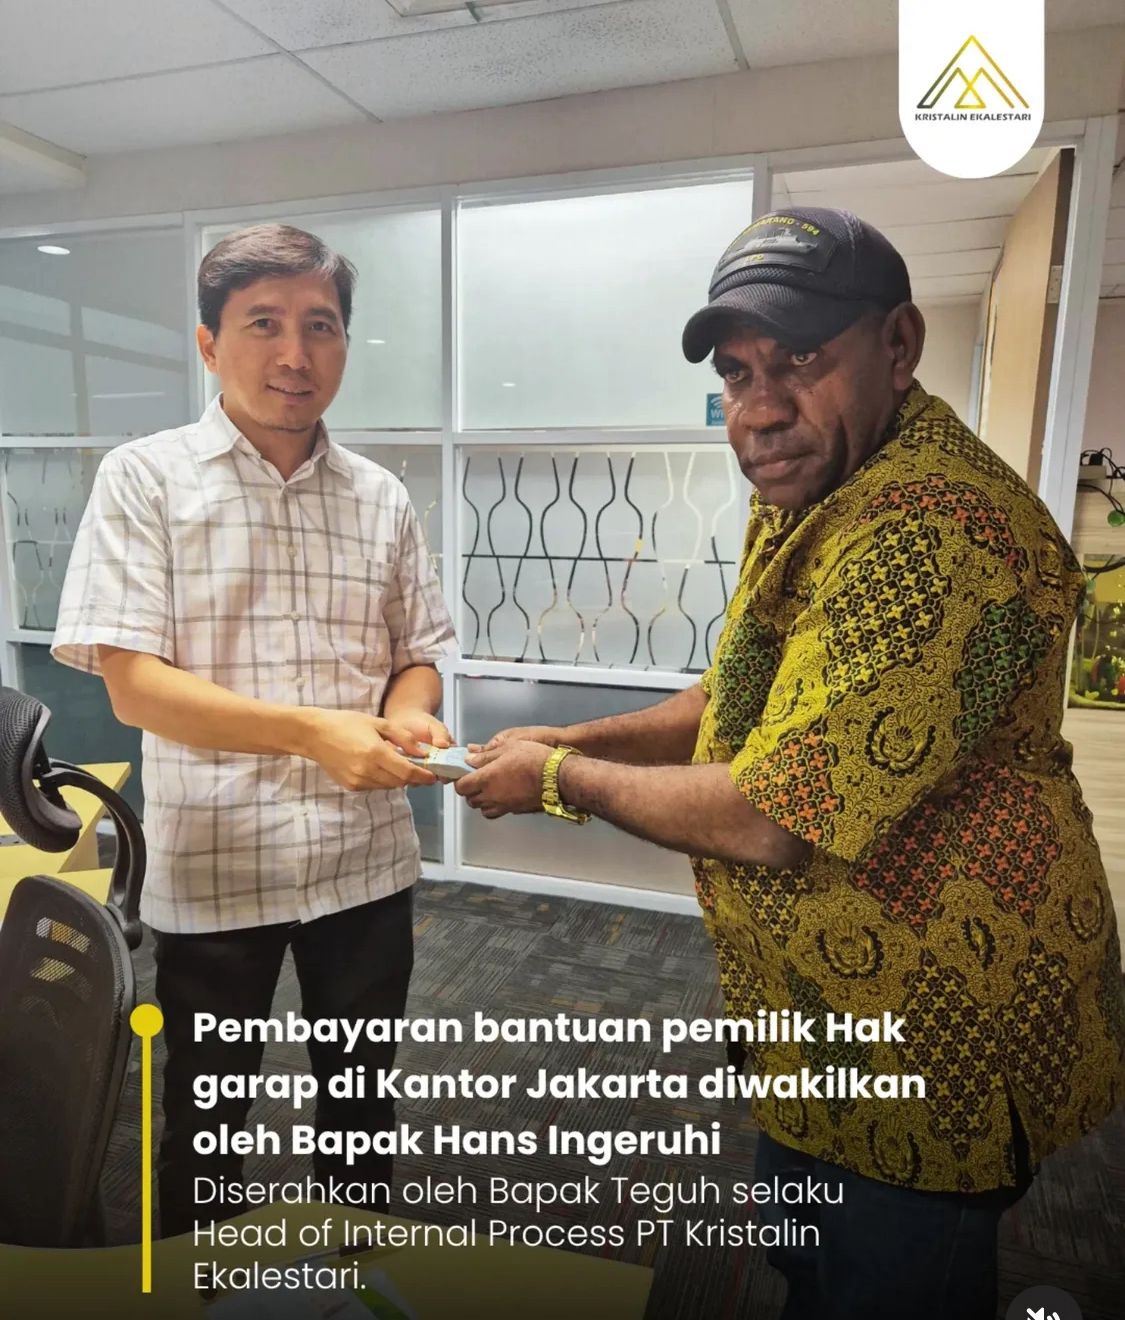 KRISTALIN EKALESTARI
Pembayaran bantuan pemilik Hak
garap di Kantor Jakarta diwakilkan
oleh Bapak Hans Ingeruhi
Diserahkan oleh Bapak Teguh selaku
Head of Internal Process PT Kristalin
Ekalestari.